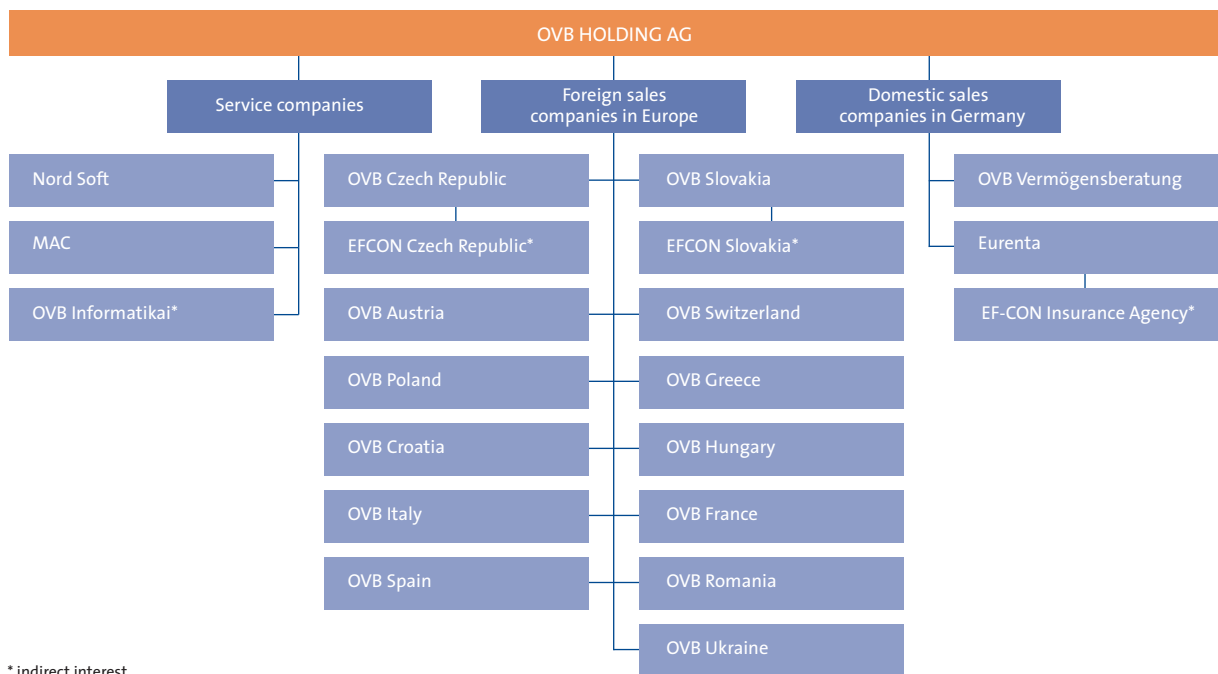 OVB HOLDING AG
Service companies
Foreign sales
companies in Europe
Domestic sales
companies in Germany
Nord Soft
MAC
OVB Informatikai*
OVB Czech Republic
EFCON Czech Republic*
OVB Austria
OVB Poland
OVB Croatia
OVB Italy
OVB Spain
OVB Slovakia
EFCON Slovakia*
OVB Switzerland
OVB Greece
OVB Hungary
OVB France
OVB Romania
OVB Ukraine
OVB Vermögensberatung
Eurenta
EF-CON Insurance Agency*
* indirect interest